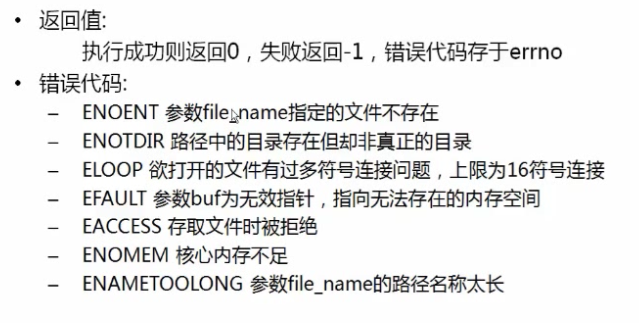 • 返回值:
执行成功则返回0，失败返回-1，错误代码存于errno
• 错误代码:
– ENOENT 参数file_name指定的文件不存在
– ENOTDIR 路径中的目录存在但却非真正的目录
– ELOOP 欲打开的文件有过多符号连接问题，上限为16符号连接
– EFAULT 参数buf为无效指针，指向无法存在的内存空间
– EACCESS 存取文件时被拒绝
– ENOMEM 核心内存不足
– ENAMETOOLONG 参数file_name的路径名称太长